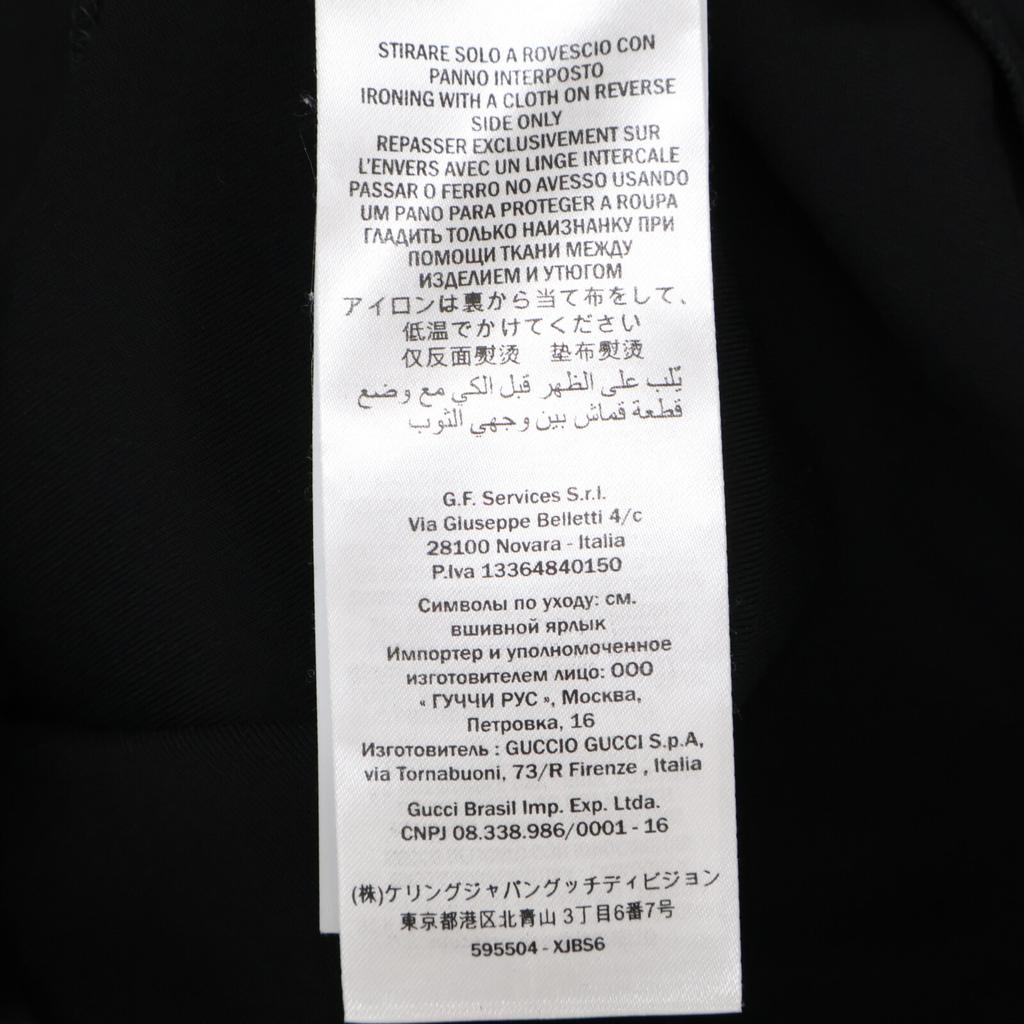 STIRARE SOLO A ROVESCIO CON
PANNO INTERPOSTO
IRONING WITH A CLOTH ON REVERSE
SIDE ONLY
REPASSER EXCLUSIVEMENT SUR
L'ENVERS AVEC UN LINGE INTERCALE
PASSAR O FERRO NO AVESSO USANDO
UM PANO PARA PROTEGER A ROUPA
ГЛАДИТЬ ТОЛЬКО НАИЗНАНКУ ПРИ
ПОМОЩИ ТКАНИ МЕЖДУ
ИЗДЕЛИЕМ И УТЮГОМ
アイロンは裏から当て布をして、
低温でかけてください
仅反面熨烫 垫布熨烫
يّلب على الظهر قبل الكي مع وضع
قطعة قماش بين وجهي الثوب
G.F. Services S.r.l.
Via Giuseppe Belletti 4/c
28100 Novara - Italia
P.Iva 13364840150
Символы по уходу: см.
вшивной ярлык
Импортер и уполномоченное
изготовителем лицо: ООО
« ГУЧЧИ РУС », Москва,
Петровка, 16
Изготовитель : GUCCIO GUCCI S.p.A,
via Tornabuoni, 73/R Firenze , Italia
Gucci Brasil Imp. Exp. Ltda.
CNPJ 08.338.986/0001 - 16
(株)ケリングジャパングッチディビジョン
東京都港区北青山 3丁目6番7号
595504 - XJBS6